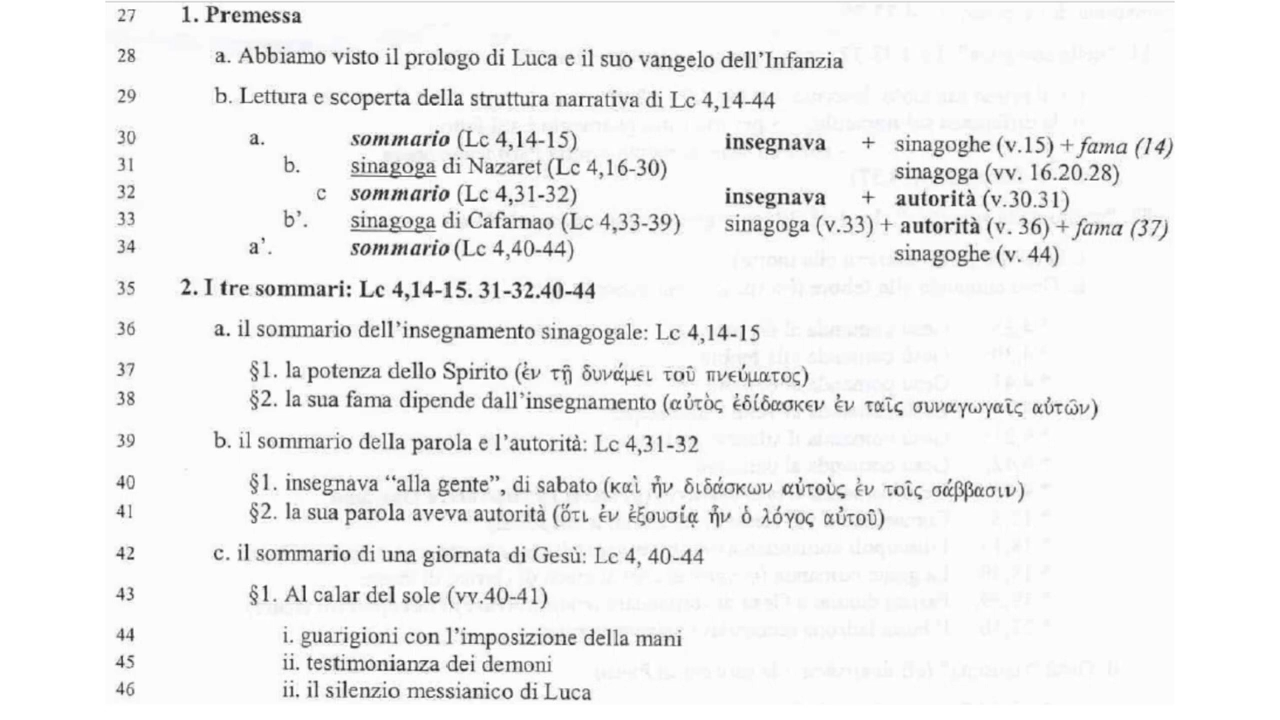 27 1. Premessa
28 a. Abbiamo visto il prologo di Luca e il suo vangelo dell'Infanzia
29 b. Lettura e scoperta della struttura narrativa di Lc 4,14-44
30 a. sommario (Lc 4,14-15) insegnava + sinagoghe (v.15) + fama (14)
31 b. sinagoga di Nazaret (Lc 4,16-30) sinagoga (vv. 16.20.28)
32 c sommario (Lc 4,31-32) insegnava + autorità (v.30.31)
33 b'. sinagoga di Cafarnao (Lc 4,33-39) sinagoga (v.33) + autorità (v. 36) + fama (37)
34 a'. sommario (Lc 4,40-44) sinagoghe (v. 44)
35 2. I tre sommari: Lc 4,14-15. 31-32.40-44
36 a. il sommario dell'insegnamento sinagogale: Lc 4,14-15
37 §1. la potenza dello Spirito (ἐν τῇ δυνάμει τοῦ πνεύματος)
38 §2. la sua fama dipende dall'insegnamento (αὐτὸς ἐδίδασκεν ἐν ταῖς συναγωγαῖς αὐτῶν)
39 b. il sommario della parola e l'autorità: Lc 4,31-32
40 §1. insegnava “alla gente”, di sabato (καὶ ἦν διδάσκων αὐτοὺς ἐν τοῖς σάββασιν)
41 §2. la sua parola aveva autorità (ὅτι ἐν ἐξουσίᾳ ἦν ὁ λόγος αὐτοῦ)
42 c. il sommario di una giornata di Gesù: Lc 4, 40-44
43 §1. Al calar del sole (vv.40-41)
44 i. guarigioni con l'imposizione della mani
45 ii. testimonianza dei demoni
46 ii. il silenzio messianico di Luca